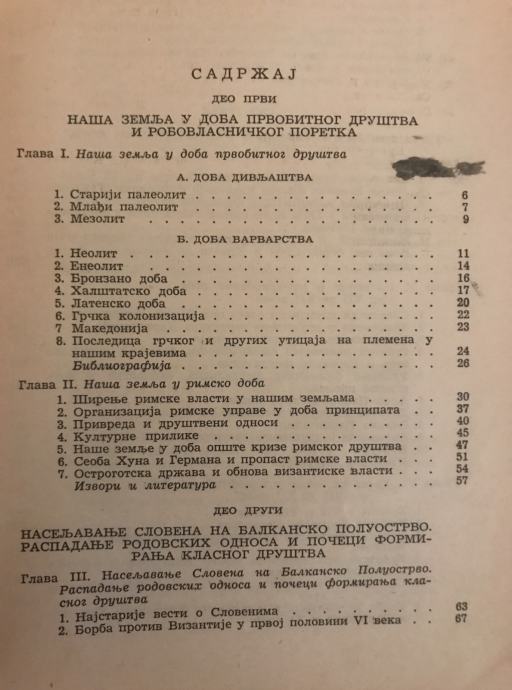 САДРЖАЈ
ДЕО ПРВИ
НАША ЗЕМЉА У ДОБА ПРВОБИТНОГ ДРУШТВА
И РОБОВЛАСНИЧКОГ ПОРЕТКА
Глава I. Наша земља у доба првобитног друштва
А. ДОБА ДИВЉАШТВА
1. Старији палеолит . . . . . . . . . . . . . . 6
2. Млађи палеолит . . . . . . . . . . . . . . 7
3. Мезолит . . . . . . . . . . . . . . . . 9
Б. ДОБА ВАРВАРСТВА
1. Неолит . . . . . . . . . . . . . . . . . 11
2. Енеолит . . . . . . . . . . . . . . . . 14
3. Бронзано доба . . . . . . . . . . . . . . 16
4. Халштатско доба . . . . . . . . . . . . . 17
5. Латенско доба . . . . . . . . . . . . . . 20
6. Грчка колонизација . . . . . . . . . . . . 22
7 Македонија . . . . . . . . . . . . . . . 23
8. Последица грчког и других утицаја на племена у
нашим крајевима . . . . . . . . . . . . . 24
Библиографија . . . . . . . . . . . . . . 26
Глава II. Наша земља у римско доба
1. Ширење римске власти у нашим земљама . . . . 30
2. Организација римске управе у доба принципата . . 37
3. Привреда и друштвени односи . . . . . . . . 40
4. Културне прилике . . . . . . . . . . . . 45
5. Наше земље у доба опште кризе римског друштва . . 47
6. Сеоба Хуна и Германа и пропаст римске власти . . . 51
7. Остроготска држава и обнова византиске власти . . . 54
Извори и литература . . . . . . . . . . . 57
ДЕО ДРУГИ
НАСЕЉАВАЊЕ СЛОВЕНА НА БАЛКАНСКО ПОЛУОСТРВО.
РАСПАДАЊЕ РОДОВСКИХ ОДНОСА И ПОЧЕЦИ ФОРМИ-
РАЊА КЛАСНОГ ДРУШТВА
Глава III. Насељавање Словена на Балканско Полуострво.
Распадање родовских односа и почеци формирања кла-
сног друштва
1. Најстарије вести о Словенима . . . . . . . . . 63
2. Борба против Византије у првој половини VI века . . 67